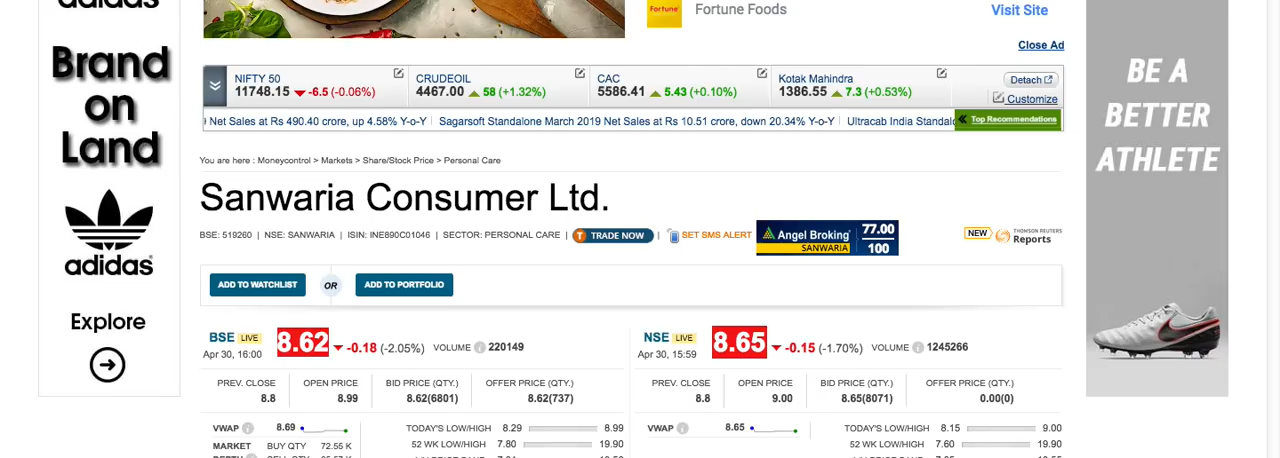 adidas
Brand
on
Land
adidas
Explore
Fortune
Fortune Foods
Visit Site
Close Ad
NIFTY 50
11748.15 -6.5 (-0.06%)
CRUDEOIL
4467.00 58 (+1.32%)
CAC
5586.41 5.43 (+0.10%)
Kotak Mahindra
1386.55 7.3 (+0.53%)
Detach
Customize
Net Sales at Rs 490.40 crore, up 4.58% Y-o-Y | Sagarsoft Standalone March 2019 Net Sales at Rs 10.51 crore, down 20.34% Y-o-Y | Ultracab India
Top Recommendations
You are here : Moneycontrol > Markets > Share/Stock Price > Personal Care
Sanwaria Consumer Ltd.
BSE: 519260 | NSE: SANWARIA | ISIN: INE890C01046 | SECTOR: PERSONAL CARE | T TRADE NOW | SET SMS ALERT
Angel Broking
SANWARIA
77.00
100
NEW
THOMSON REUTERS
Reports
ADD TO WATCHLIST OR ADD TO PORTFOLIO
BSE LIVE
Apr 30, 16:00
8.62 -0.18 (-2.05%) VOLUME i 220149
PREV. CLOSE OPEN PRICE BID PRICE (QTY.) OFFER PRICE (QTY.)
8.8 8.99 8.62(6801) 8.62(737)
VWAP i 8.69
TODAY'S LOW/HIGH 8.29 8.99
MARKET BUY QTY 72.55 K
52 WK LOW/HIGH 7.80 19.90
NSE LIVE
Apr 30, 15:59
8.65 -0.15 (-1.70%) VOLUME i 1245266
PREV. CLOSE OPEN PRICE BID PRICE (QTY.) OFFER PRICE (QTY.)
8.8 9.00 8.65(8071) 0.00(0)
VWAP i 8.65
TODAY'S LOW/HIGH 8.15 9.00
52 WK LOW/HIGH 7.60 19.90
BE A
BETTER
ATHLETE